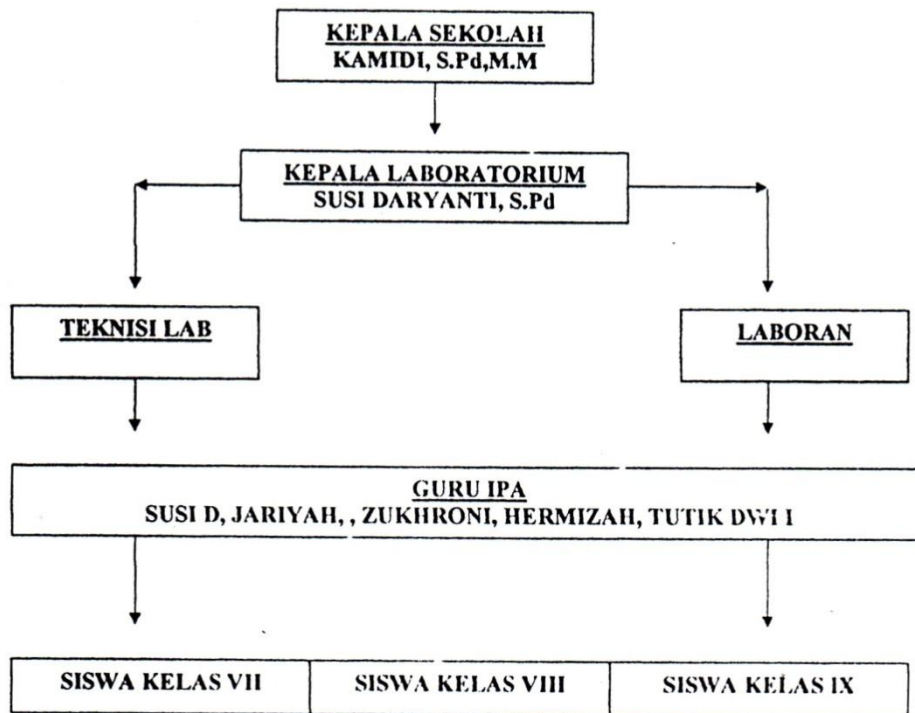 KEPALA SEKOLAH
KAMIDI, S.Pd,M.M
KEPALA LABORATORIUM
SUSI DARYANTI, S.Pd
TEKNISI LAB
LABORAN
GURU IPA
SUSI D, JARIYAH, , ZUKHRONI, HERMIZAH, TUTIK DWI I
SISWA KELAS VII
SISWA KELAS VIII
SISWA KELAS IX